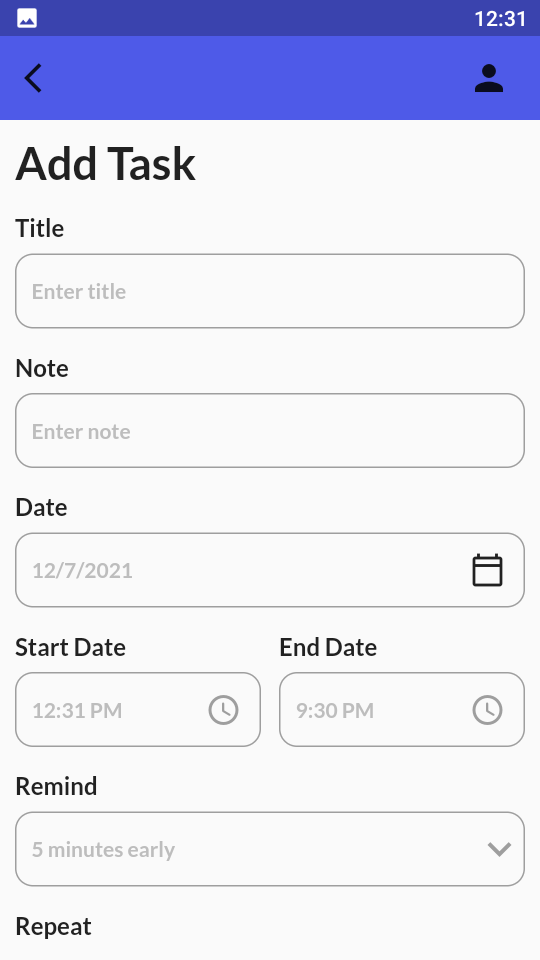 12:31
Add Task
Title
Enter title
Note
Enter note
Date
12/7/2021
Start Date End Date
12:31 PM 9:30 PM
Remind
5 minutes early
Repeat